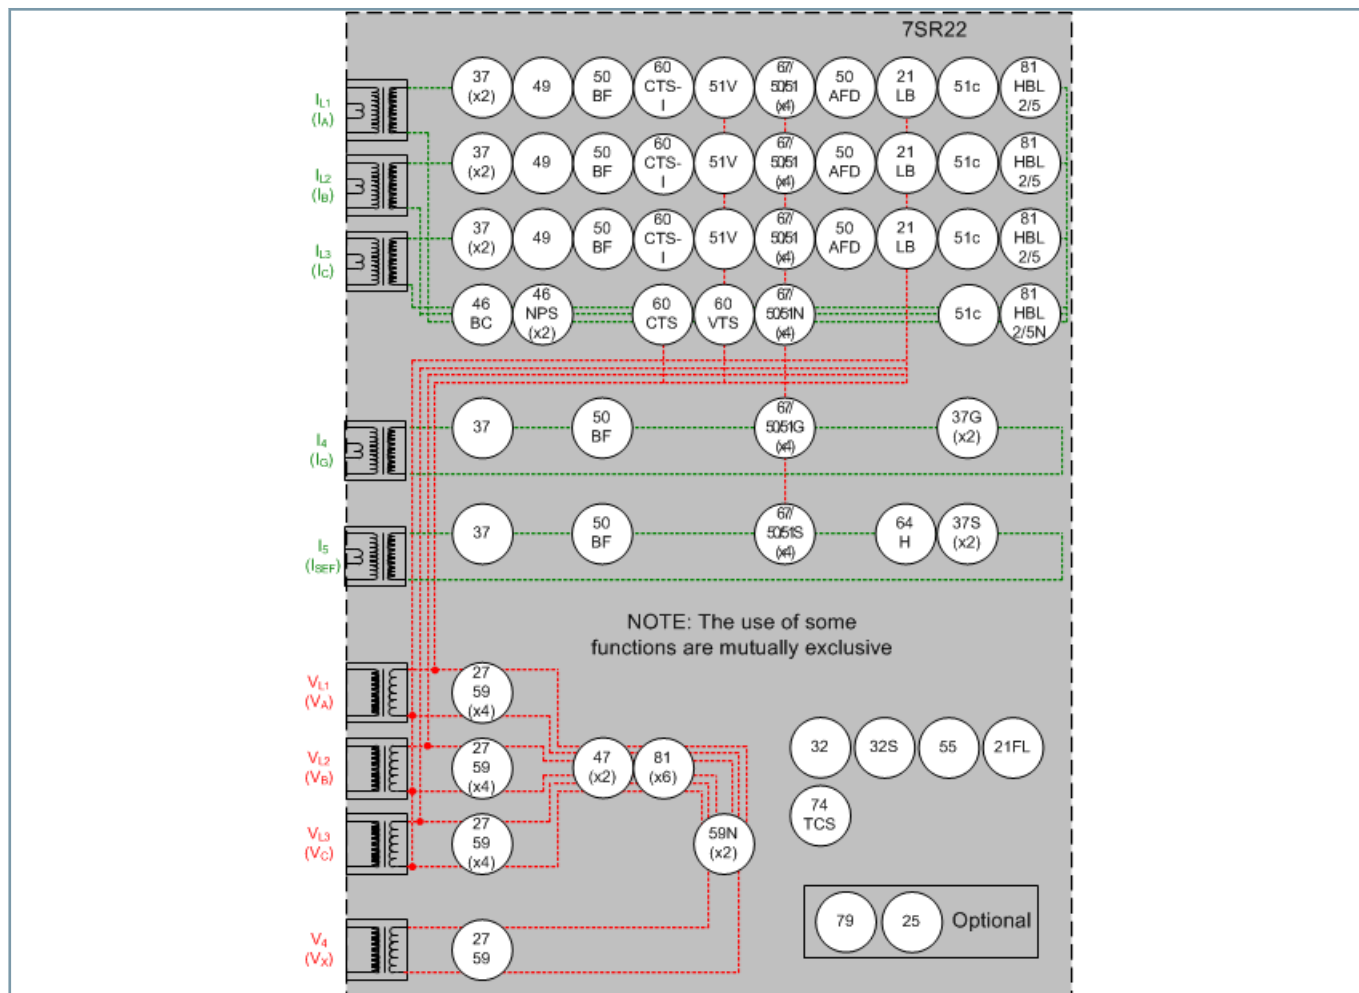 7SR22
IL1
(IA)
37
(x2)
49
50
BF
60
CTS-
I
51V
67/
50/51
(x4)
50
AFD
21
LB
51c
81
HBL
2/5
IL2
(IB)
37
(x2)
49
50
BF
60
CTS-
I
51V
67/
50/51
(x4)
50
AFD
21
LB
51c
81
HBL
2/5
IL3
(IC)
37
(x2)
49
50
BF
60
CTS-
I
51V
67/
50/51
(x4)
50
AFD
21
LB
51c
81
HBL
2/5
46
BC
46
NPS
(x2)
60
CTS
60
VTS
67/
50/51N
(x4)
51c
81
HBL
2/5N
I4
(IG)
37
50
BF
67/
50/51G
(x4)
37G
(x2)
I5
(ISEF)
37
50
BF
67/
50/51S
(x4)
64
H
37S
(x2)
NOTE: The use of some
functions are mutually exclusive
VL1
(VA)
27
59
(x4)
VL2
(VB)
27
59
(x4)
47
(x2)
81
(x6)
32
32S
55
21FL
74
TCS
VL3
(VC)
27
59
(x4)
59N
(x2)
V4
(VX)
27
59
79
25
Optional